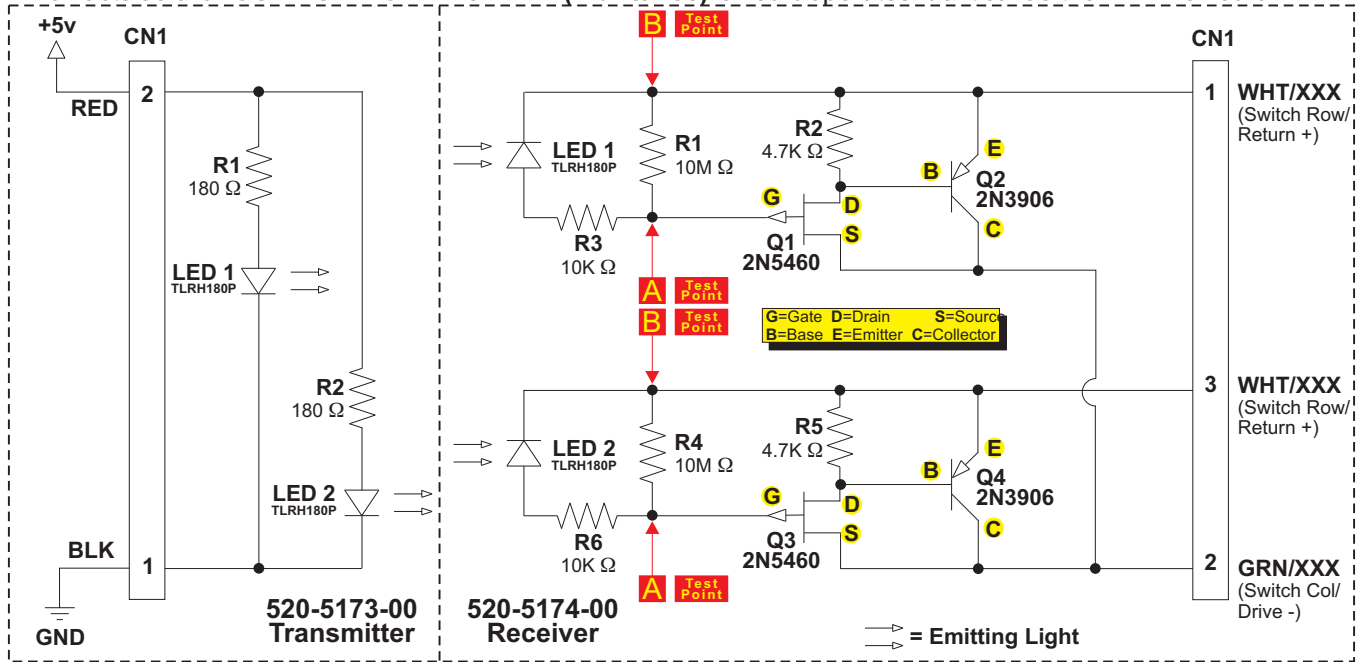 B Test Point
+5v
CN1
2
RED
R1
180 Ω
LED 1
TLRH180P
R2
180 Ω
LED 2
TLRH180P
BLK
1
GND
520-5173-00
Transmitter
LED 1
TLRH180P
R1
10M Ω
R3
10K Ω
A Test Point
R2
4.7K Ω
G
D
S
Q1
2N5460
B
E
Q2
2N3906
C
G=Gate D=Drain S=Source
B=Base E=Emitter C=Collector
B Test Point
LED 2
TLRH180P
R4
10M Ω
R6
10K Ω
A Test Point
R5
4.7K Ω
G
D
S
Q3
2N5460
B
E
Q4
2N3906
C
520-5174-00
Receiver
= Emitting Light
CN1
1
WHT/XXX
(Switch Row/
Return +)
3
WHT/XXX
(Switch Row/
Return +)
2
GRN/XXX
(Switch Col/
Drive -)